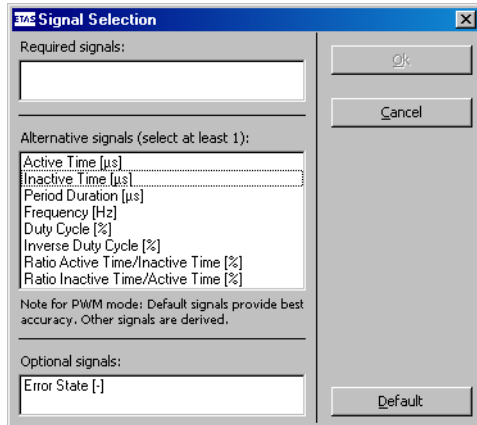 ETAS Signal Selection
Required signals:
Ok
Cancel
Alternative signals (select at least 1):
Active Time [µs]
Inactive Time [µs]
Period Duration [µs]
Frequency [Hz]
Duty Cycle [%]
Inverse Duty Cycle [%]
Ratio Active Time/Inactive Time [%]
Ratio Inactive Time/Active Time [%]
Note for PWM mode: Default signals provide best
accuracy. Other signals are derived.
Optional signals:
Error State [-]
Default